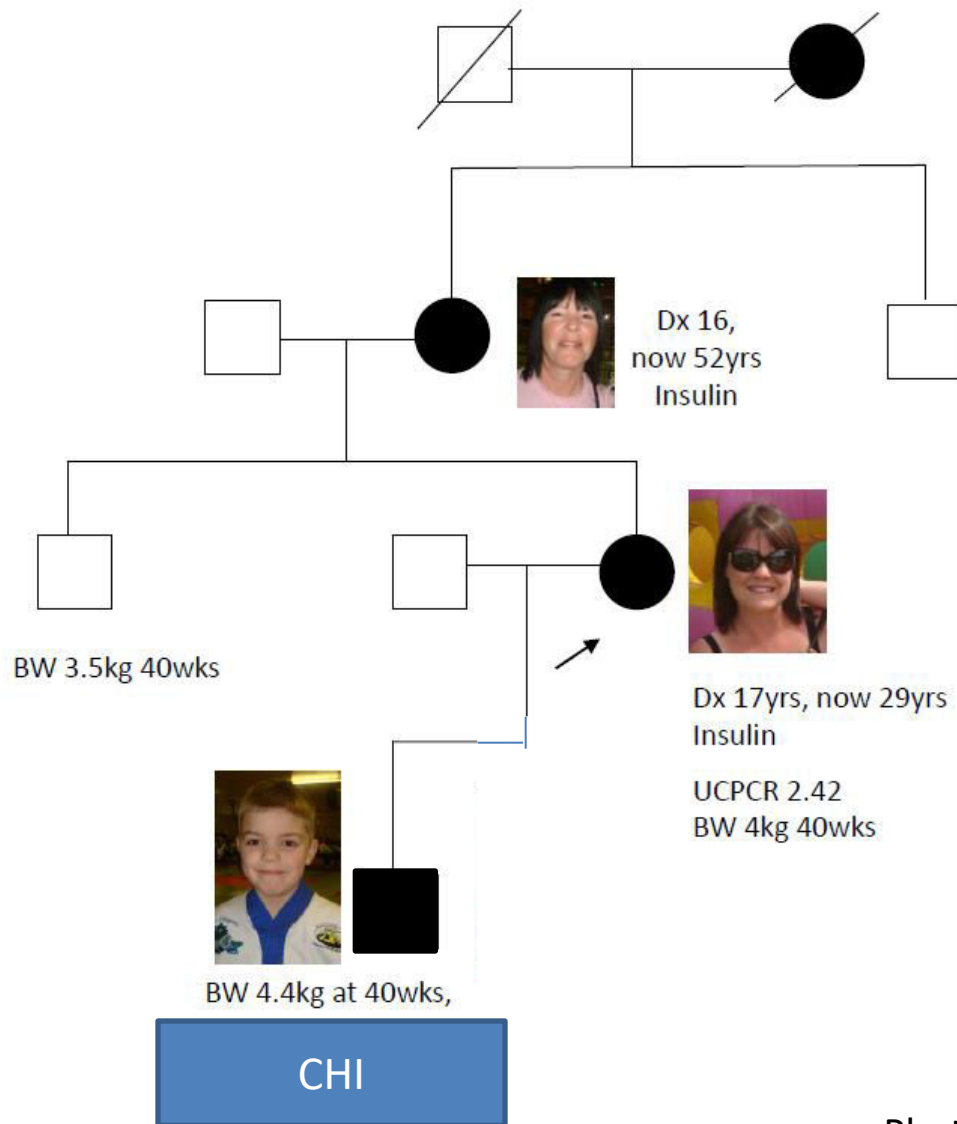 Dx 16,
now 52yrs
Insulin
BW 3.5kg 40wks
Dx 17yrs, now 29yrs
Insulin
UCPCR 2.42
BW 4kg 40wks
BW 4.4kg at 40wks,
CHI